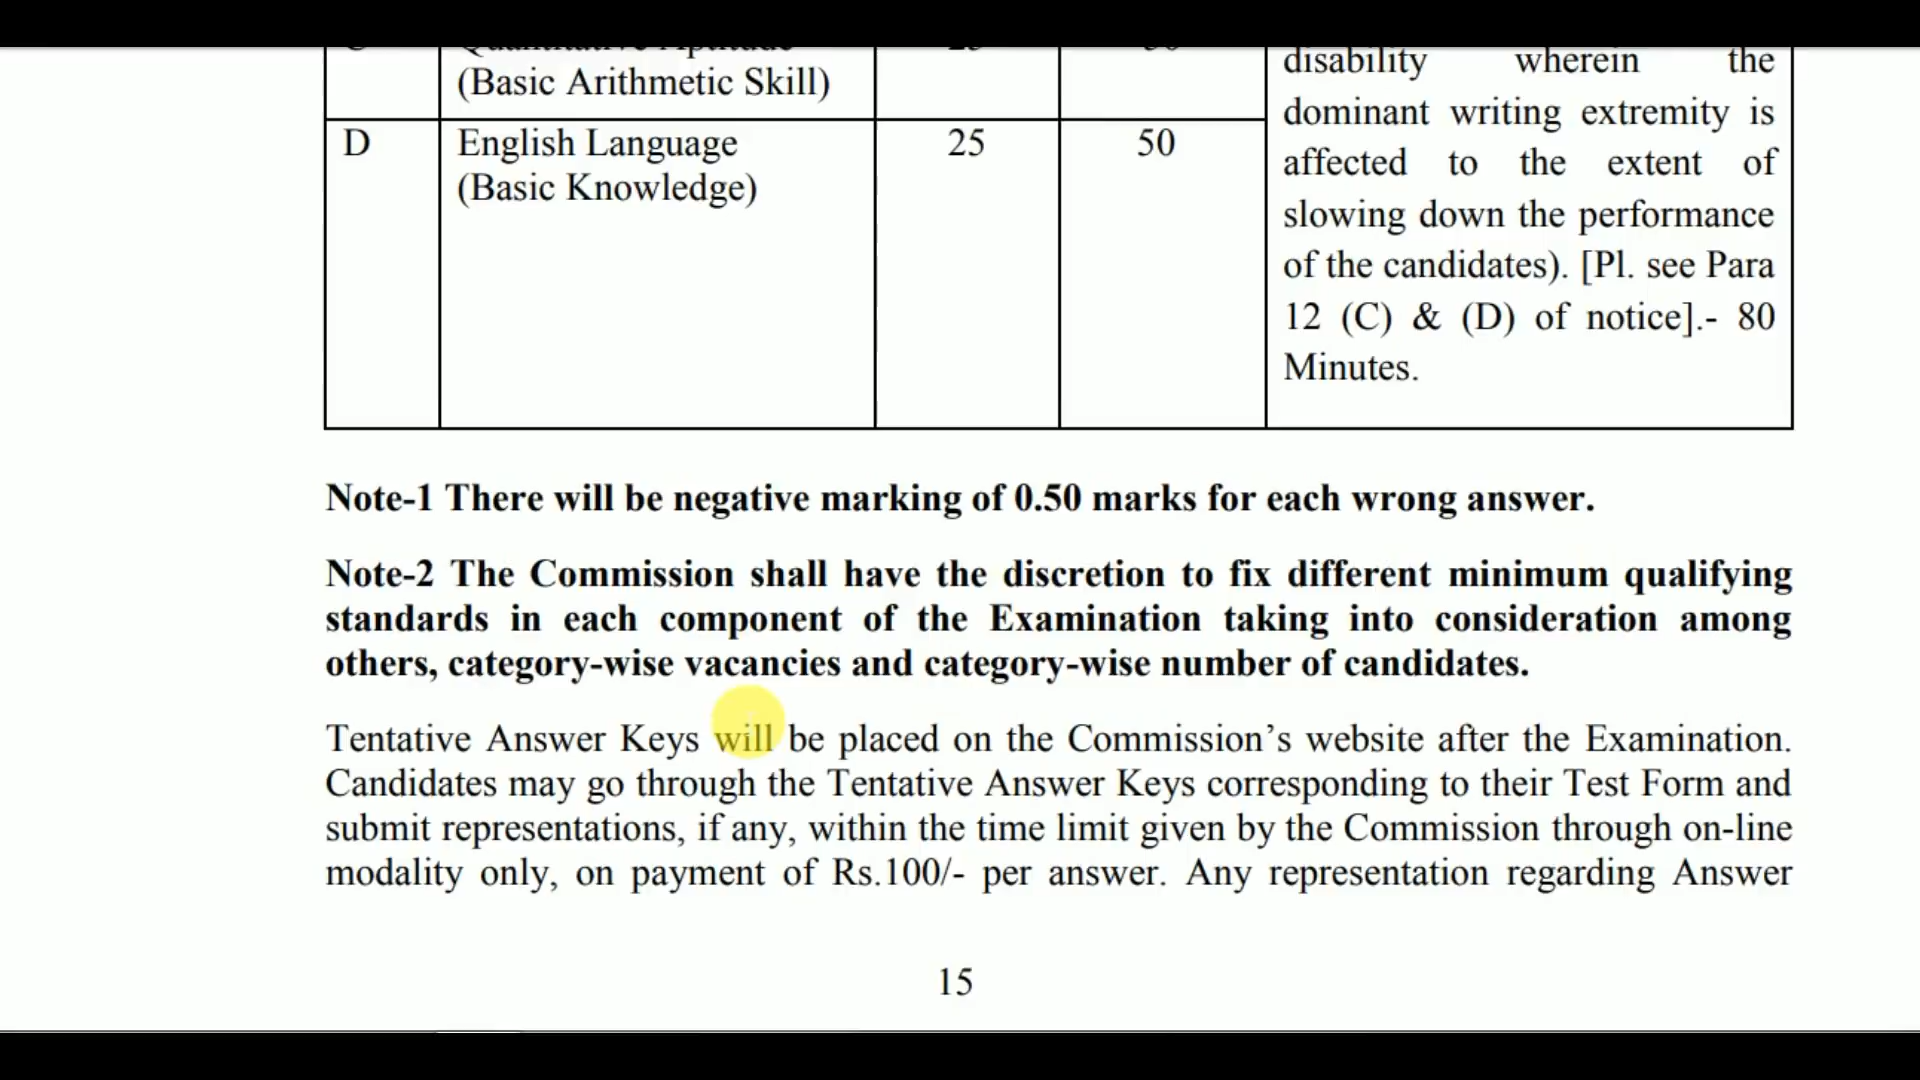 C Quantitative Aptitude 25 50
(Basic Arithmetic Skill)
D English Language 25 50
(Basic Knowledge)
disability wherein the
dominant writing extremity is
affected to the extent of
slowing down the performance
of the candidates). [Pl. see Para
12 (C) & (D) of notice].- 80
Minutes.
Note-1 There will be negative marking of 0.50 marks for each wrong answer.
Note-2 The Commission shall have the discretion to fix different minimum qualifying
standards in each component of the Examination taking into consideration among
others, category-wise vacancies and category-wise number of candidates.
Tentative Answer Keys will be placed on the Commission’s website after the Examination.
Candidates may go through the Tentative Answer Keys corresponding to their Test Form and
submit representations, if any, within the time limit given by the Commission through on-line
modality only, on payment of Rs.100/- per answer. Any representation regarding Answer
15